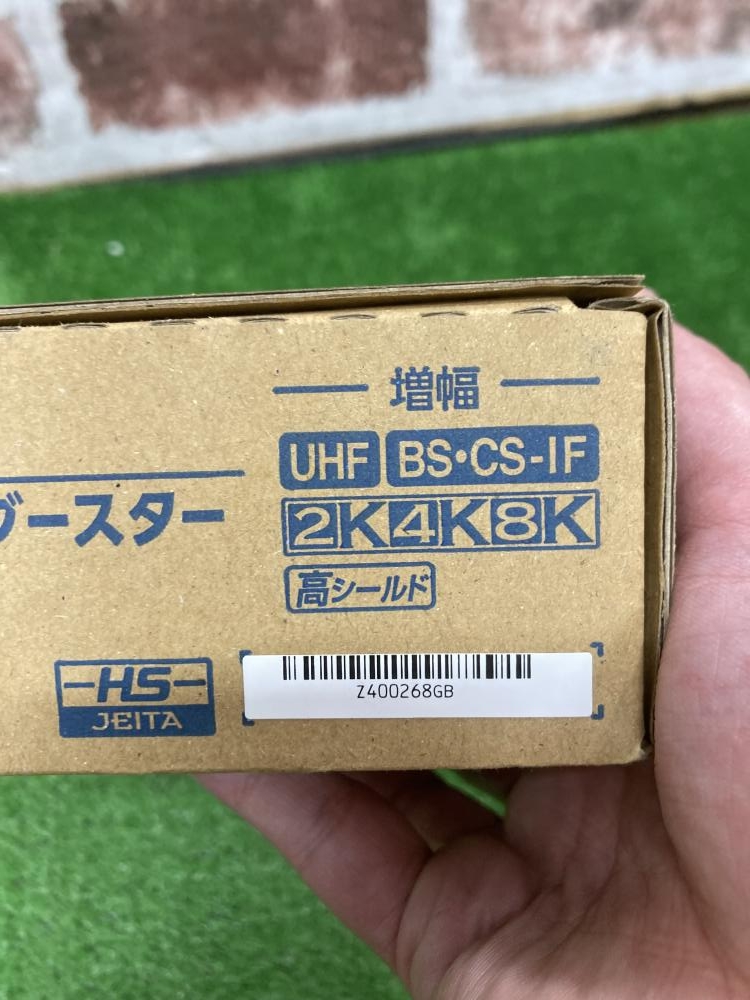 増幅
UHF BS・CS-IF
ブースター
2K4K8K
高シールド
HS
JEITA
Z400268GB